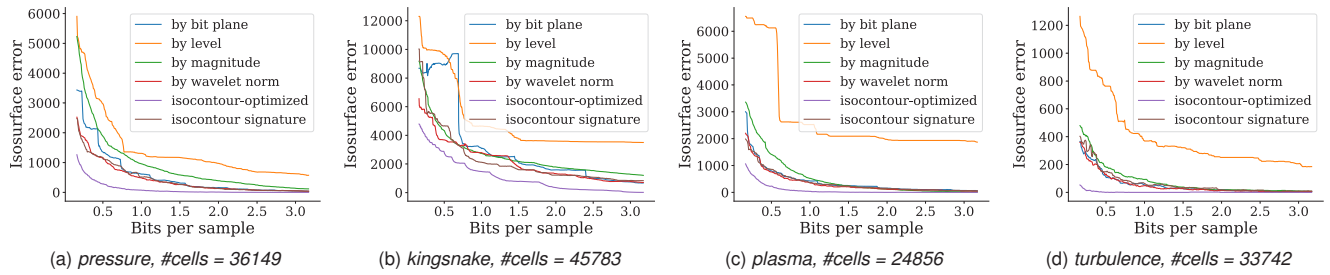 6000
5000
4000
3000
2000
1000
0
Isosurface error
0.5 1.0 1.5 2.0 2.5 3.0
Bits per sample
by bit plane
by level
by magnitude
by wavelet norm
isocontour-optimized
isocontour signature
(a) pressure, #cells = 36149
12000
10000
8000
6000
4000
2000
0
Isosurface error
0.5 1.0 1.5 2.0 2.5 3.0
Bits per sample
by bit plane
by level
by magnitude
by wavelet norm
isocontour-optimized
isocontour signature
(b) kingsnake, #cells = 45783
6000
5000
4000
3000
2000
1000
0
Isosurface error
0.5 1.0 1.5 2.0 2.5 3.0
Bits per sample
by bit plane
by level
by magnitude
by wavelet norm
isocontour-optimized
isocontour signature
(c) plasma, #cells = 24856
1200
1000
800
600
400
200
0
Isosurface error
0.5 1.0 1.5 2.0 2.5 3.0
Bits per sample
by bit plane
by level
by magnitude
by wavelet norm
isocontour-optimized
isocontour signature
(d) turbulence, #cells = 33742